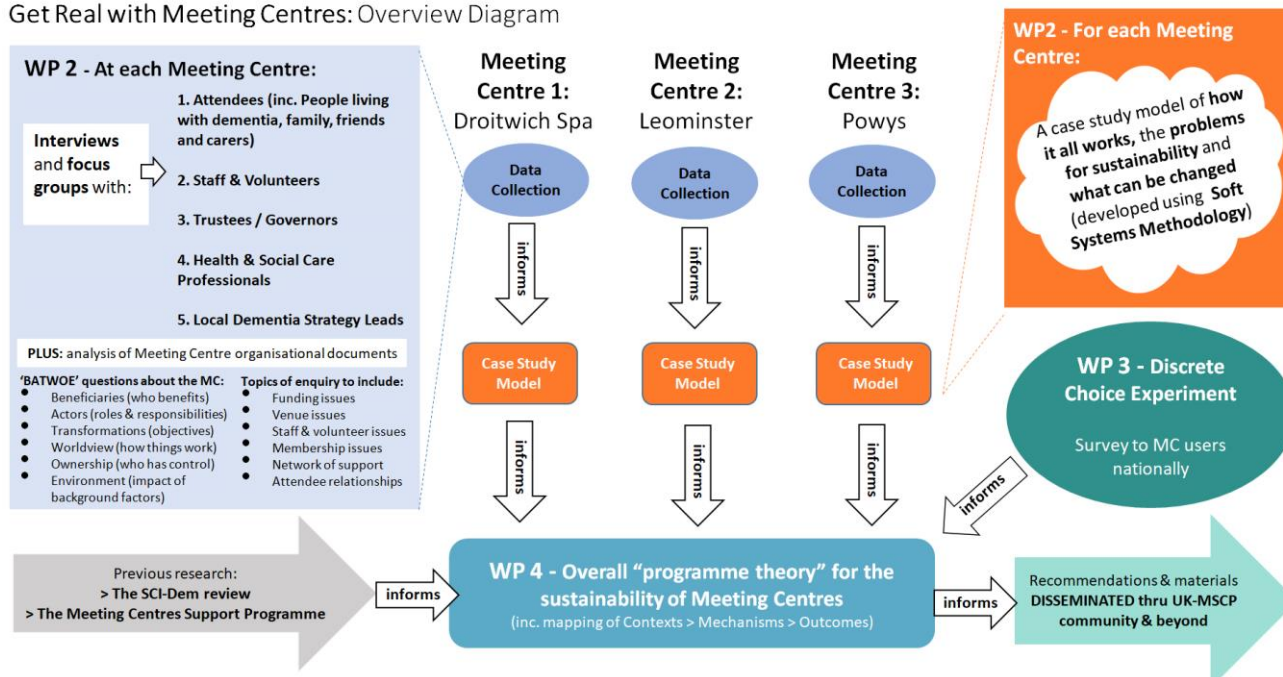 Get Real with Meeting Centres: Overview Diagram
WP 2 - At each Meeting Centre:
Interviews
and focus
groups with:
1. Attendees (inc. People living
with dementia, family, friends
and carers)
2. Staff & Volunteers
3. Trustees / Governors
4. Health & Social Care
Professionals
5. Local Dementia Strategy Leads
PLUS: analysis of Meeting Centre organisational documents
'BATWOE' questions about the MC:
• Beneficiaries (who benefits)
• Actors (roles & responsibilities)
• Transformations (objectives)
• Worldview (how things work)
• Ownership (who has control)
• Environment (impact of
background factors)
Topics of enquiry to include:
• Funding issues
• Venue issues
• Staff & volunteer issues
• Membership issues
• Network of support
• Attendee relationships
Meeting
Centre 1:
Droitwich Spa
Data
Collection
informs
Case Study
Model
informs
Meeting
Centre 2:
Leominster
Data
Collection
informs
Case Study
Model
informs
Meeting
Centre 3:
Powys
Data
Collection
informs
Case Study
Model
informs
WP2 - For each Meeting
Centre:
A case study model of how
it all works, the problems
for sustainability and
what can be changed
(developed using Soft
Systems Methodology)
WP 3 - Discrete
Choice Experiment
Survey to MC users
nationally
informs
Previous research:
> The SCI-Dem review
> The Meeting Centres Support Programme
informs
WP 4 - Overall "programme theory" for the
sustainability of Meeting Centres
(inc. mapping of Contexts > Mechanisms > Outcomes)
informs
Recommendations & materials
DISSEMINATED thru UK-MSCP
community & beyond